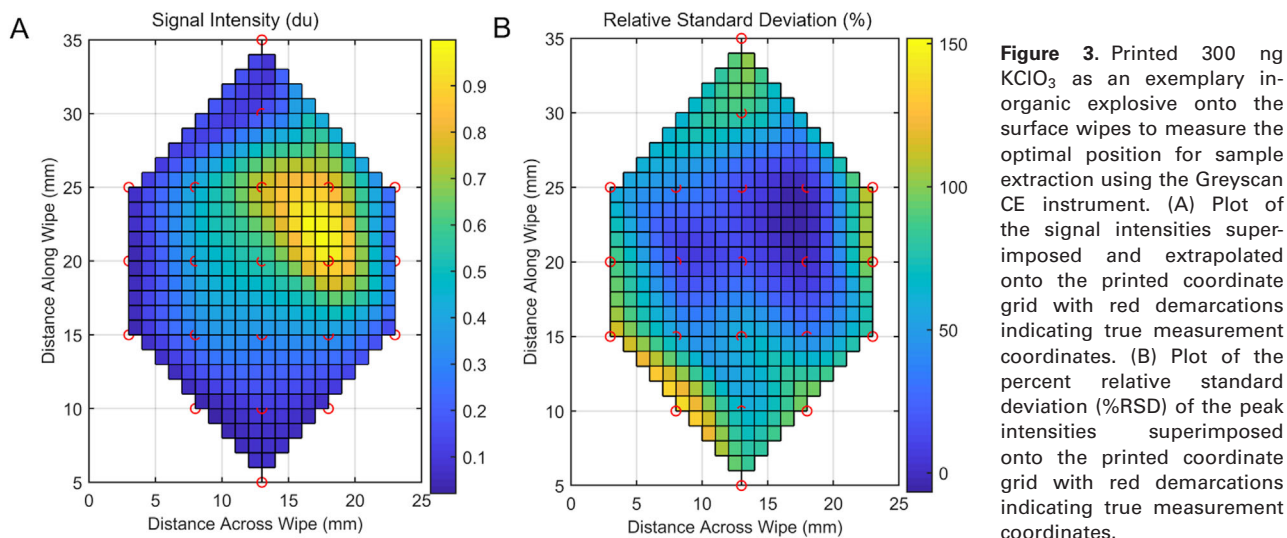 A
Signal Intensity (du)
35
30
25
20
15
10
5
0
5
10
15
20
25
Distance Along Wipe (mm)
Distance Across Wipe (mm)
0.9
0.8
0.7
0.6
0.5
0.4
0.3
0.2
0.1
B
Relative Standard Deviation (%)
35
30
25
20
15
10
5
0
5
10
15
20
25
Distance Along Wipe (mm)
Distance Across Wipe (mm)
150
100
50
0
Figure 3. Printed 300 ng
KClO₃ as an exemplary in-
organic explosive onto the
surface wipes to measure the
optimal position for sample
extraction using the Greyscan
CE instrument. (A) Plot of
the signal intensities super-
imposed and extrapolated
onto the printed coordinate
grid with red demarcations
indicating true measurement
coordinates. (B) Plot of the
percent relative standard
deviation (%RSD) of the peak
intensities superimposed
onto the printed coordinate
grid with red demarcations
indicating true measurement
coordinates.